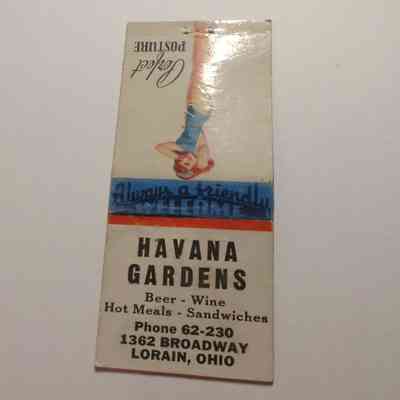 Perfect
POSTURE
Always a friendly
WELCOME
HAVANA
GARDENS
Beer - Wine
Hot Meals - Sandwiches
Phone 62-230
1362 BROADWAY
LORAIN, OHIO